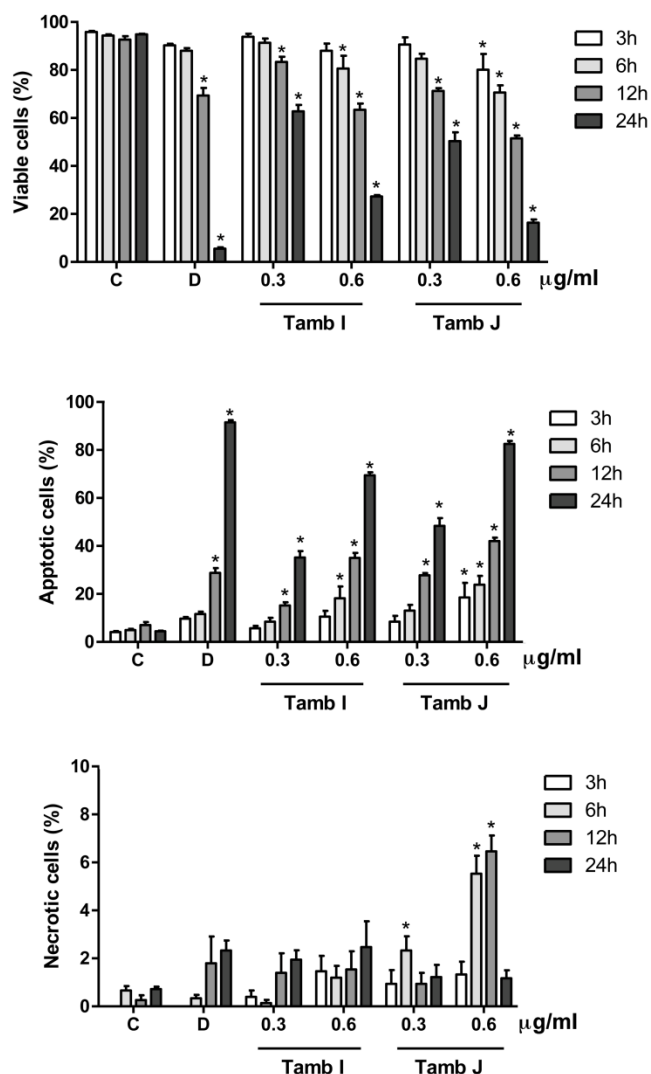 Viable cells (%)
100
80
60
40
20
0
* * * * * * * * * * * *
C D 0.3 0.6 0.3 0.6 μg/ml
Tamb I Tamb J
3h
6h
12h
24h
Apptotic cells (%)
100
80
60
40
20
0
* * * * * * * * * * * * *
C D 0.3 0.6 0.3 0.6 μg/ml
Tamb I Tamb J
3h
6h
12h
24h
Necrotic cells (%)
10
8
6
4
2
0
* * *
C D 0.3 0.6 0.3 0.6 μg/ml
Tamb I Tamb J
3h
6h
12h
24h